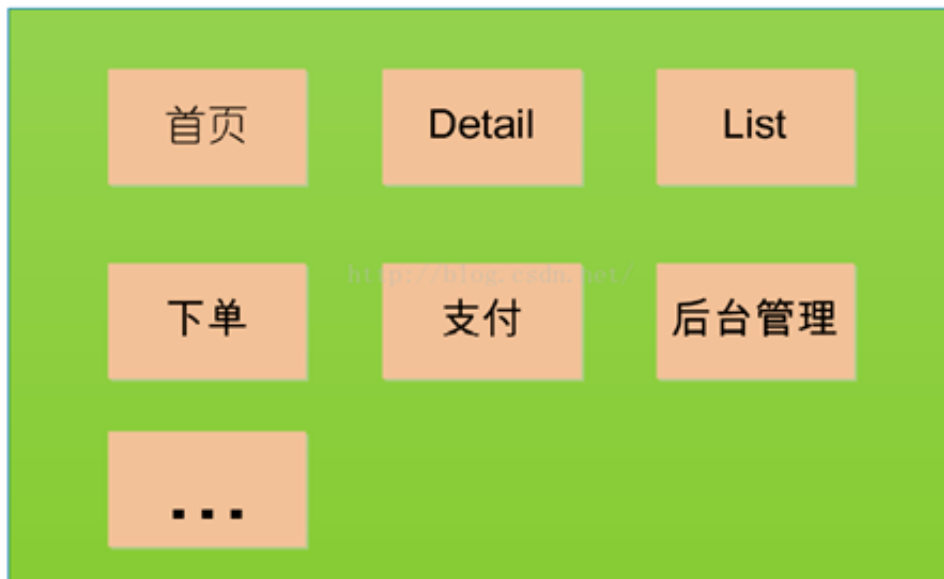 首页
Detail
List
http://blog.csdn.net/
下单
支付
后台管理
...